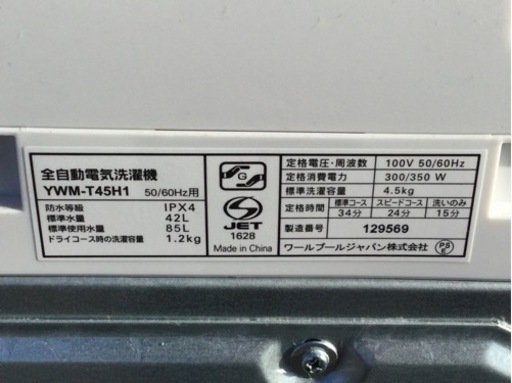 全自動電気洗濯機
YWM-T45H1 50/60Hz用
防水等級 IPX4
標準水量 42L
標準使用水量 85L
ドライコース時の洗濯容量 1.2kg
G
S
JET
1628
Made in China
定格電圧・周波数 100V 50/60Hz
定格消費電力 300/350 W
標準洗濯容量 4.5kg
定格時間 標準コース スピードコース 洗いのみ
34分 24分 15分
製造番号 129569
ワールプールジャパン株式会社 PS E